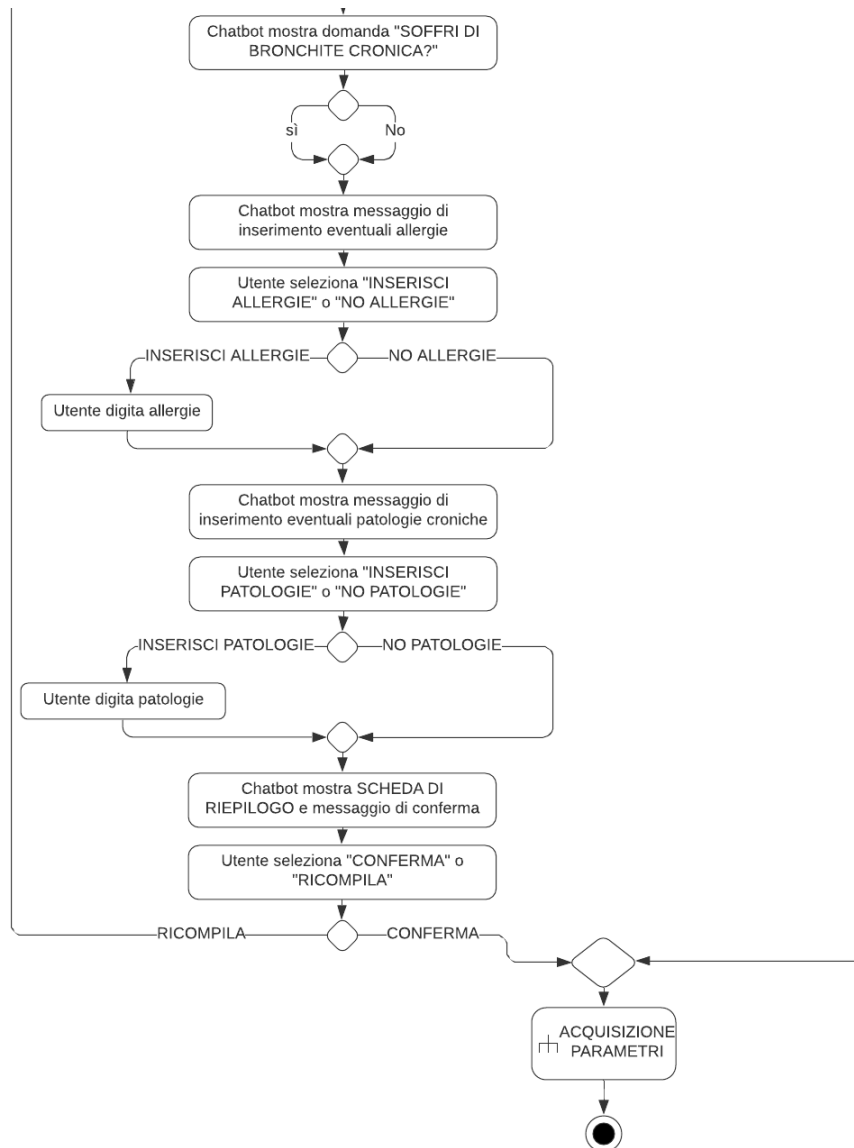 Chatbot mostra domanda "SOFFRI DI
BRONCHITE CRONICA?"
sì
No
Chatbot mostra messaggio di
inserimento eventuali allergie
Utente seleziona "INSERISCI
ALLERGIE" o "NO ALLERGIE"
INSERISCI ALLERGIE
NO ALLERGIE
Utente digita allergie
Chatbot mostra messaggio di
inserimento eventuali patologie croniche
Utente seleziona "INSERISCI
PATOLOGIE" o "NO PATOLOGIE"
INSERISCI PATOLOGIE
NO PATOLOGIE
Utente digita patologie
Chatbot mostra SCHEDA DI
RIEPILOGO e messaggio di conferma
Utente seleziona "CONFERMA" o
"RICOMPILA"
RICOMPILA
CONFERMA
ACQUISIZIONE
PARAMETRI